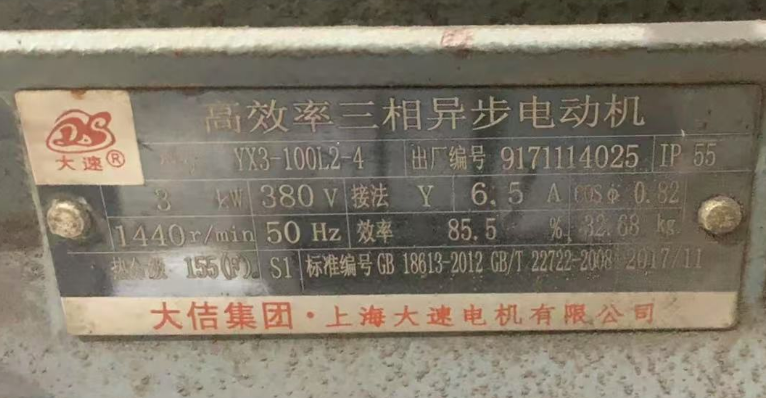 高效率三相异步电动机
DS 大速®
YX3-100L2-4 出厂编号 9171114025 IP 55
3 kW 380 V 接法 Y 6.5 A cosφ 0.82
1440 r/min 50 Hz 效率 85.5 % 32.68 kg
155(F) S1 标准编号 GB 18613-2012 GB/T 22722-2008 2017/11
大佶集团·上海大速电机有限公司